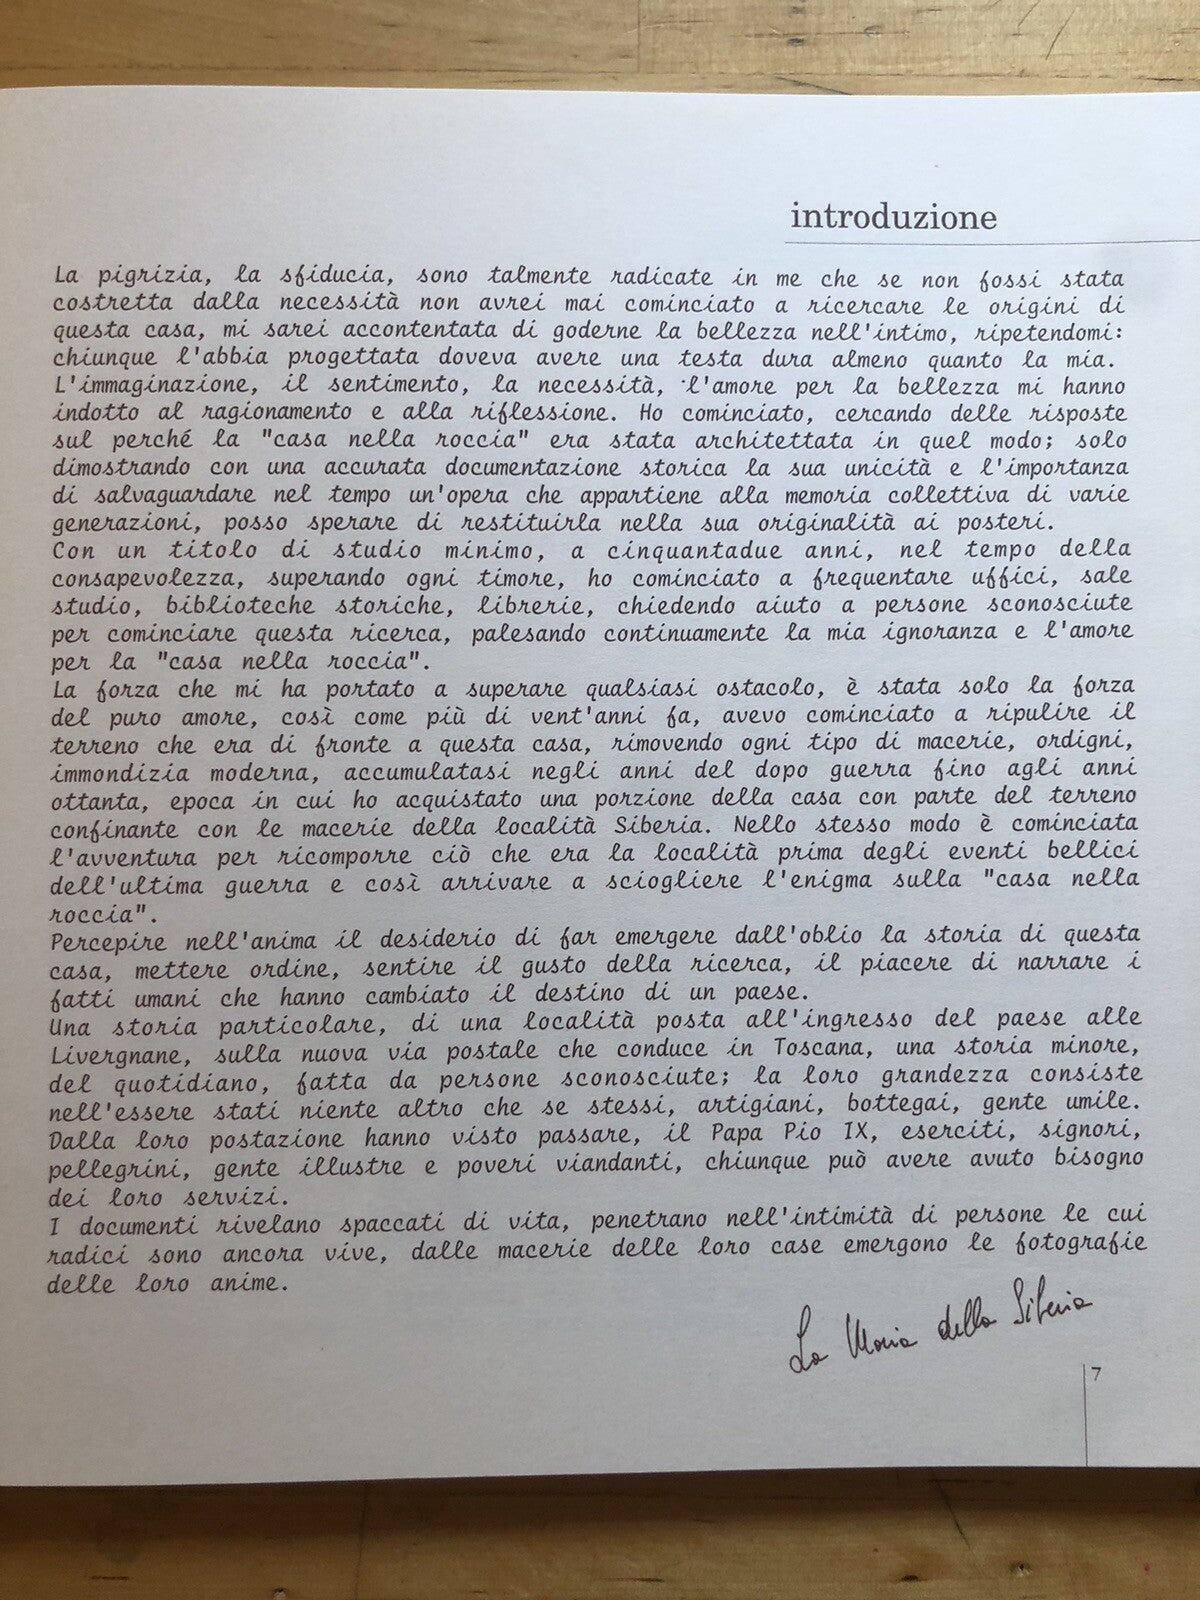 introduzione
La pigrizia, la sfiducia, sono talmente radicate in me che se non fossi stata
costretta dalla necessità non avrei mai cominciato a ricercare le origini di
questa casa, mi sarei accontentata di goderne la bellezza nell'intimo, ripetendomi:
chiunque l'abbia progettata doveva avere una testa dura almeno quanto la mia.
L'immaginazione, il sentimento, la necessità, l'amore per la bellezza mi hanno
indotto al ragionamento e alla riflessione. Ho cominciato, cercando delle risposte
sul perché la "casa nella roccia" era stata architettata in quel modo; solo
dimostrando con una accurata documentazione storica la sua unicità e l'importanza
di salvaguardare nel tempo un'opera che appartiene alla memoria collettiva di varie
generazioni, posso sperare di restituirla nella sua originalità ai posteri.
Con un titolo di studio minimo, a cinquantadue anni, nel tempo della
consapevolezza, superando ogni timore, ho cominciato a frequentare uffici, sale
studio, biblioteche storiche, librerie, chiedendo aiuto a persone sconosciute
per cominciare questa ricerca, palesando continuamente la mia ignoranza e l'amore
per la "casa nella roccia".
La forza che mi ha portato a superare qualsiasi ostacolo, è stata solo la forza
del puro amore, così come più di vent'anni fa, avevo cominciato a ripulire il
terreno che era di fronte a questa casa, rimovendo ogni tipo di macerie, ordigni,
immondizia moderna, accumulatasi negli anni del dopo guerra fino agli anni
ottanta, epoca in cui ho acquistato una porzione della casa con parte del terreno
confinante con le macerie della località Siberia. Nello stesso modo è cominciata
l'avventura per ricomporre ciò che era la località prima degli eventi bellici
dell'ultima guerra e così arrivare a sciogliere l'enigma sulla "casa nella
roccia".
Percepire nell'anima il desiderio di far emergere dall'oblio la storia di questa
casa, mettere ordine, sentire il gusto della ricerca, il piacere di narrare i
fatti umani che hanno cambiato il destino di un paese.
Una storia particolare, di una località posta all'ingresso del paese alle
Livergnane, sulla nuova via postale che conduce in Toscana, una storia minore,
del quotidiano, fatta da persone sconosciute; la loro grandezza consiste
nell'essere stati niente altro che se stessi, artigiani, bottegai, gente umile.
Dalla loro postazione hanno visto passare, il Papa Pio IX, eserciti, signori,
pellegrini, gente illustre e poveri viandanti, chiunque può avere avuto bisogno
dei loro servizi.
I documenti rivelano spaccati di vita, penetrano nell'intimità di persone le cui
radici sono ancora vive, dalle macerie delle loro case emergono le fotografie
delle loro anime.
La Maria della Siberia
7